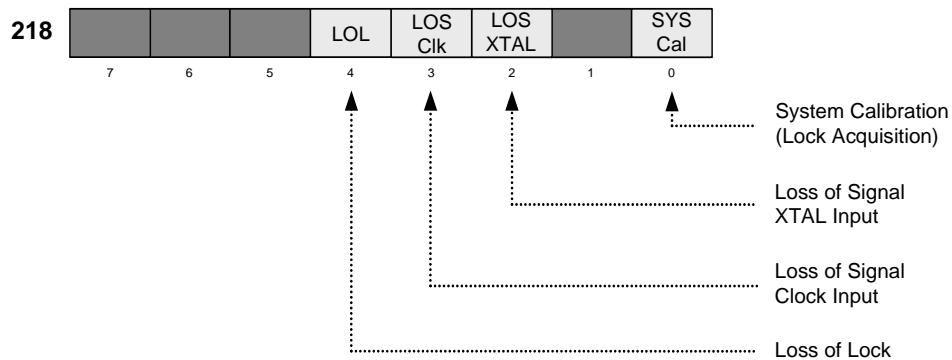 218
LOL
LOS
Clk
LOS
XTAL
SYS
Cal
7 6 5 4 3 2 1 0
System Calibration
(Lock Acquisition)
Loss of Signal
XTAL Input
Loss of Signal
Clock Input
Loss of Lock